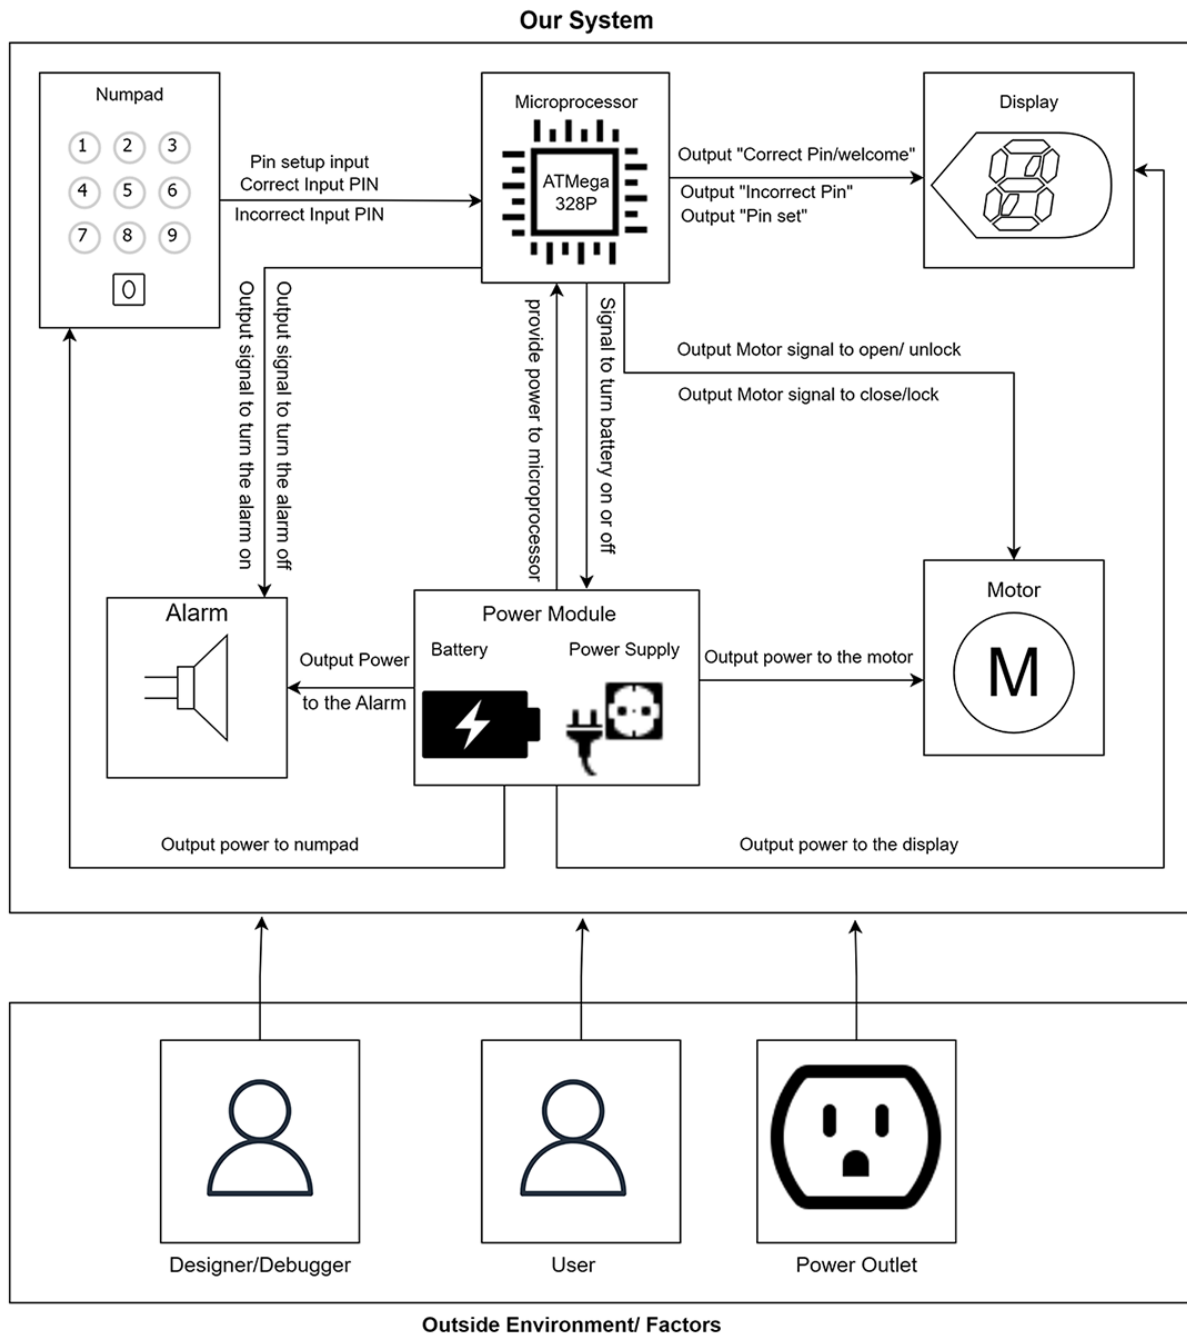 Our System
Numpad
1 2 3
4 5 6
7 8 9
0
Pin setup input
Correct Input PIN
Incorrect Input PIN
Microprocessor
ATMega
328P
Output "Correct Pin/welcome"
Output "Incorrect Pin"
Output "Pin set"
Display
Output signal to turn the alarm on
Output signal to turn the alarm off
provide power to microprocessor
Signal to turn battery on or off
Output Motor signal to open/ unlock
Output Motor signal to close/lock
Alarm
Output Power
to the Alarm
Power Module
Battery
Power Supply
Output power to the motor
Motor
M
Output power to numpad
Output power to the display
Designer/Debugger
User
Power Outlet
Outside Environment/ Factors